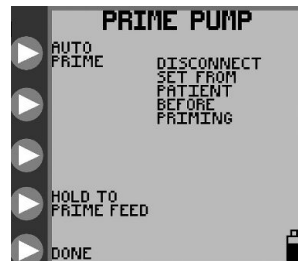 PRIME PUMP
AUTO
PRIME
DISCONNECT
SET FROM
PATIENT
BEFORE
PRIMING
HOLD TO
PRIME FEED
DONE